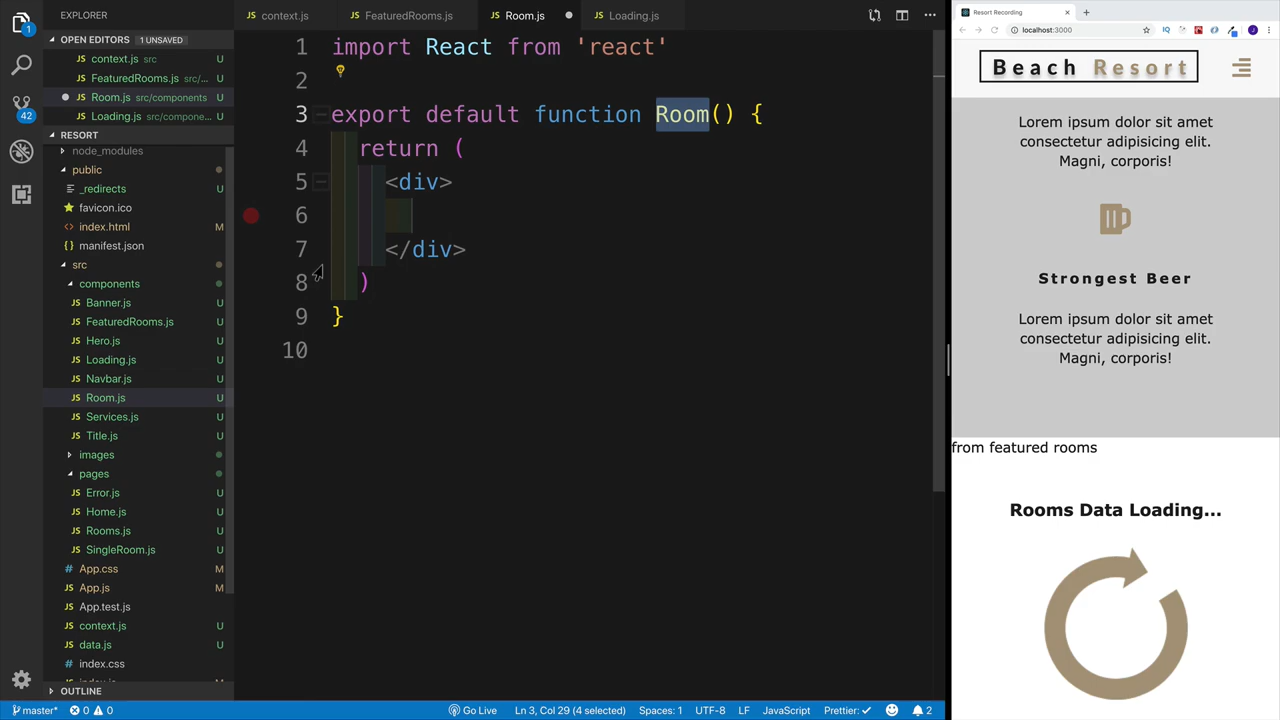 EXPLORER
OPEN EDITORS 1 UNSAVED
context.js src U
FeaturedRooms.js src/... U
Room.js src/components U
Loading.js src/compone... U
RESORT
node_modules
public
_redirects U
favicon.ico
index.html M
manifest.json
src
components
Banner.js U
FeaturedRooms.js U
Hero.js U
Loading.js U
Navbar.js U
Room.js U
Services.js U
Title.js U
images
pages
Error.js U
Home.js U
Rooms.js U
SingleRoom.js U
App.css M
App.js M
App.test.js
context.js U
data.js U
index.css
OUTLINE
1
42
context.js FeaturedRooms.js Room.js Loading.js
1 import React from 'react'
2
3 export default function Room() {
4 return (
5 <div>
6
7 </div>
8 )
9 }
10
master* 0 0 Go Live Ln 3, Col 29 (4 selected) Spaces: 1 UTF-8 LF JavaScript Prettier: 2
Resort Recording
localhost:3000
Beach Resort
Lorem ipsum dolor sit amet
consectetur adipisicing elit.
Magni, corporis!
Strongest Beer
Lorem ipsum dolor sit amet
consectetur adipisicing elit.
Magni, corporis!
from featured rooms
Rooms Data Loading...